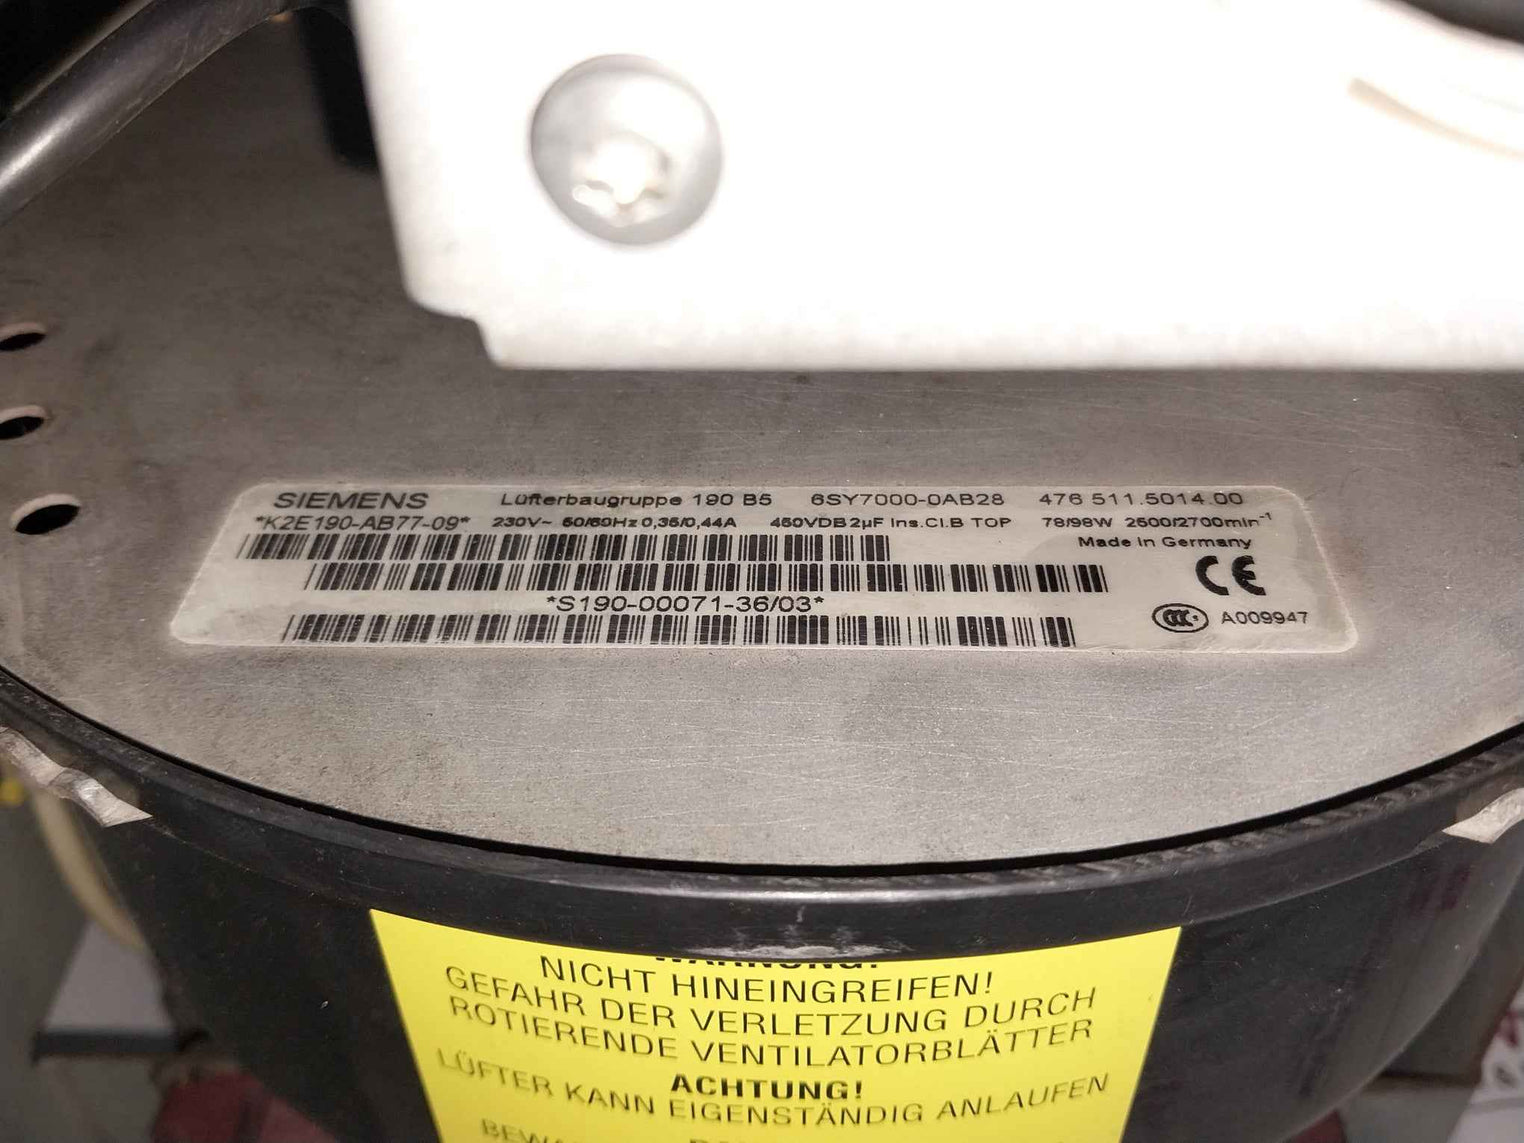 SIEMENS Lüfterbaugruppe 190 B5 6SY7000-0AB28 476 511.5014.00
*K2E190-AB77-09* 230V~ 50/60Hz 0,35/0,44A 450VDB 2µF Ins.Cl.B TOP 78/98W 2500/2700min-1
Made in Germany
CE
*S190-00071-36/03*
CCC A009947
WARNUNG!
NICHT HINEINGREIFEN!
GEFAHR DER VERLETZUNG DURCH
ROTIERENDE VENTILATORBLÄTTER
ACHTUNG!
LÜFTER KANN EIGENSTÄNDIG ANLAUFEN